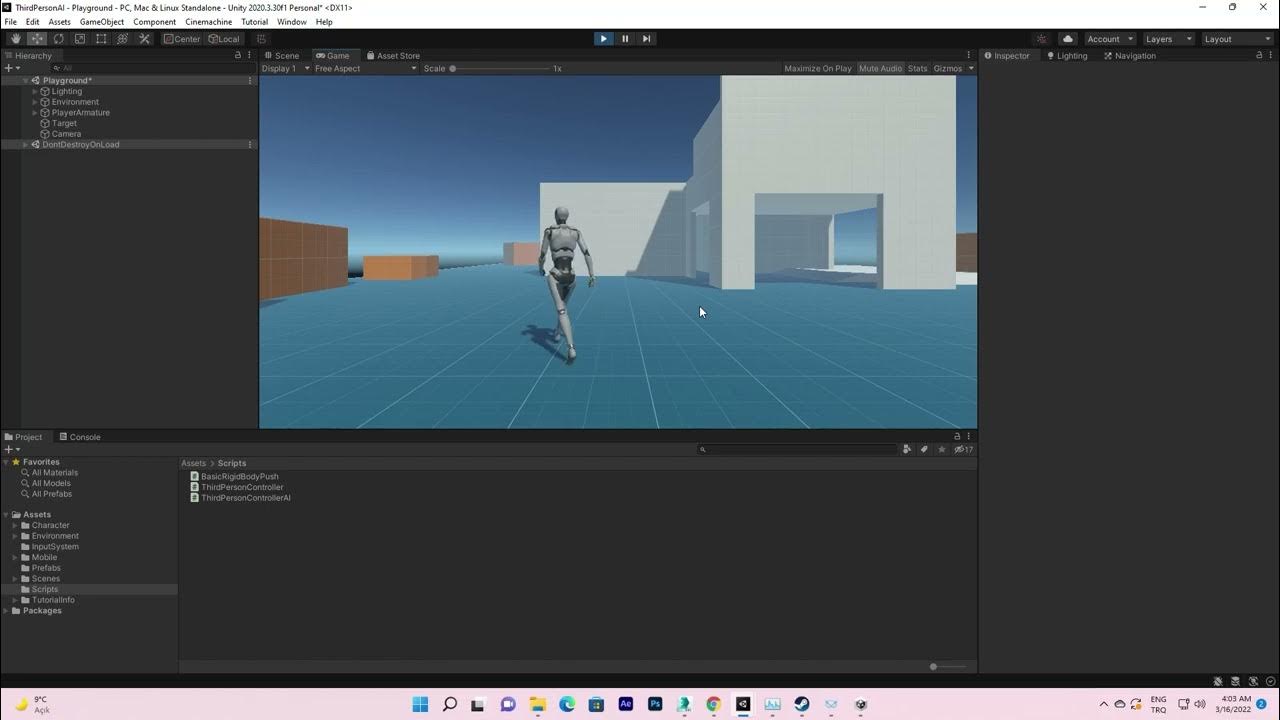 ThirdPersonAI - Playground - PC, Mac & Linux Standalone - Unity 2020.3.30f1 Personal* <DX11>
File Edit Assets GameObject Component Cinemachine Tutorial Window Help
Center Local Account Layers Layout
Hierarchy Scene Game Asset Store Inspector Lighting Navigation
All Display 1 Free Aspect Scale 1x Maximize On Play Mute Audio Stats Gizmos
Playground*
Lighting
Environment
PlayerArmature
Target
Camera
DontDestroyOnLoad
Project Console
17
Favorites
All Materials
All Models
All Prefabs
Assets
Character
Environment
InputSystem
Mobile
Prefabs
Scenes
Scripts
TutorialInfo
Packages
Assets > Scripts
BasicRigidBodyPush
ThirdPersonController
ThirdPersonControllerAI
9°C
Açık
Ae Ps
ENG
TRQ
4:03 AM
3/16/2022
2